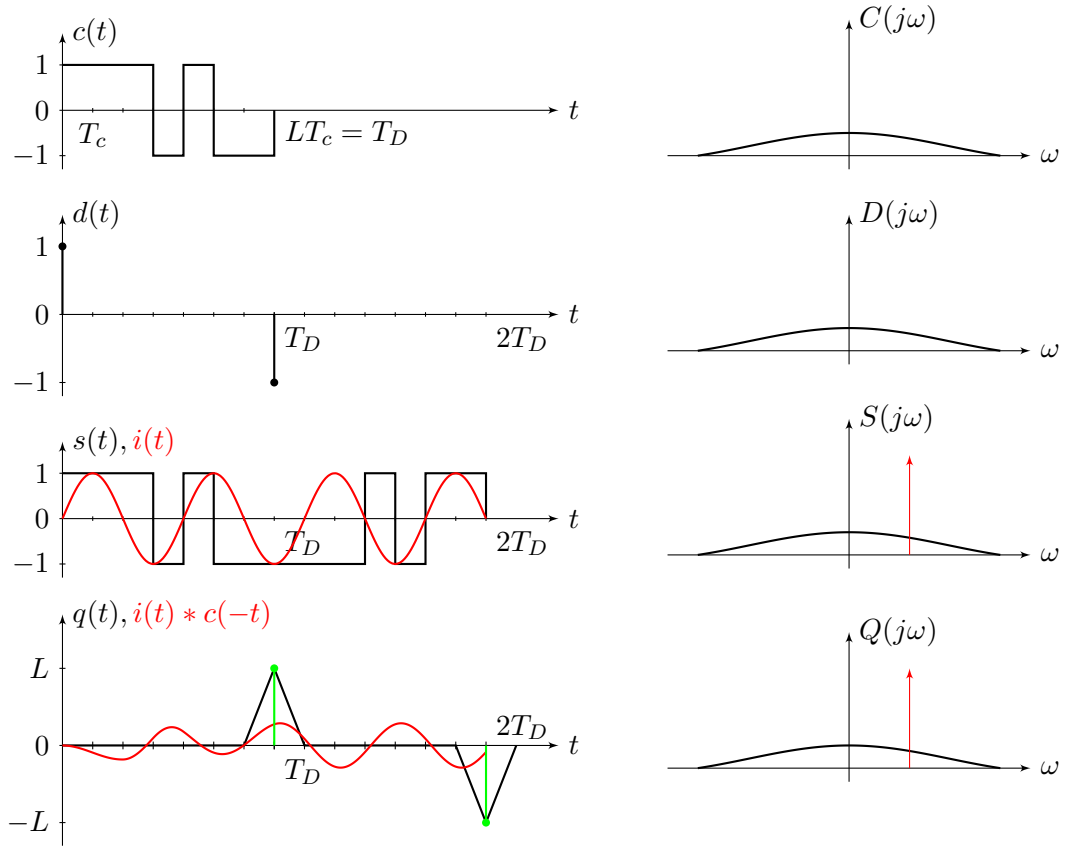 c(t)
1
0
−1
T_c
LT_c = T_D
t
C(jω)
ω
d(t)
1
0
−1
T_D
2T_D
t
D(jω)
ω
s(t), i(t)
1
0
−1
T_D
2T_D
t
S(jω)
ω
q(t), i(t) ∗ c(−t)
L
0
−L
T_D
2T_D
t
Q(jω)
ω